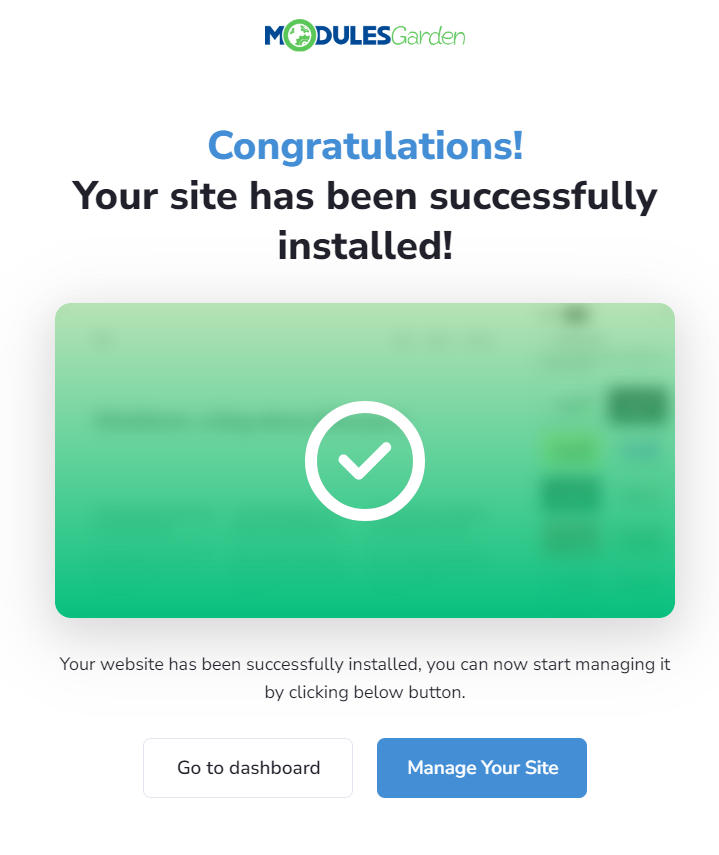 MODULESGarden
Congratulations!
Your site has been successfully
installed!
Your website has been successfully installed, you can now start managing it
by clicking below button.
Go to dashboard
Manage Your Site